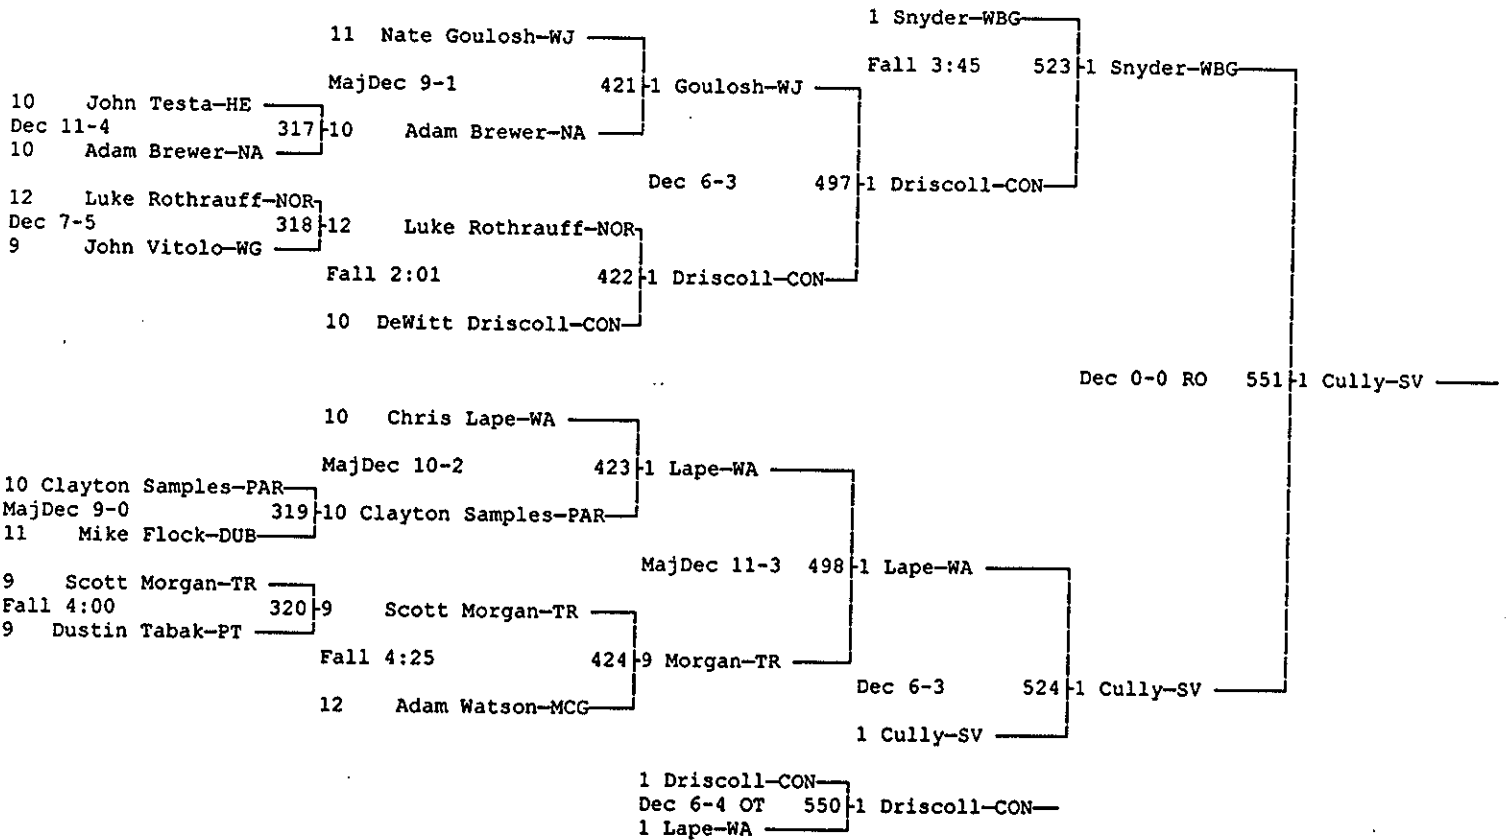 1 Snyder-WBG
11 Nate Goulosh-WJ
Fall 3:45 523 1 Snyder-WBG
MajDec 9-1 421 1 Goulosh-WJ
10 John Testa-HE
Dec 11-4 317 10 Adam Brewer-NA
10 Adam Brewer-NA
Dec 6-3 497 1 Driscoll-CON
12 Luke Rothrauff-NOR
Dec 7-5 318 12 Luke Rothrauff-NOR
9 John Vitolo-WG
Fall 2:01 422 1 Driscoll-CON
10 DeWitt Driscoll-CON
Dec 0-0 RO 551 1 Cully-SV
10 Chris Lape-WA
MajDec 10-2 423 1 Lape-WA
10 Clayton Samples-PAR
MajDec 9-0 319 10 Clayton Samples-PAR
11 Mike Flock-DUB
MajDec 11-3 498 1 Lape-WA
9 Scott Morgan-TR
Fall 4:00 320 9 Scott Morgan-TR
9 Dustin Tabak-PT
Fall 4:25 424 9 Morgan-TR
Dec 6-3 524 1 Cully-SV
12 Adam Watson-MCG
1 Cully-SV
1 Driscoll-CON
Dec 6-4 OT 550 1 Driscoll-CON
1 Lape-WA